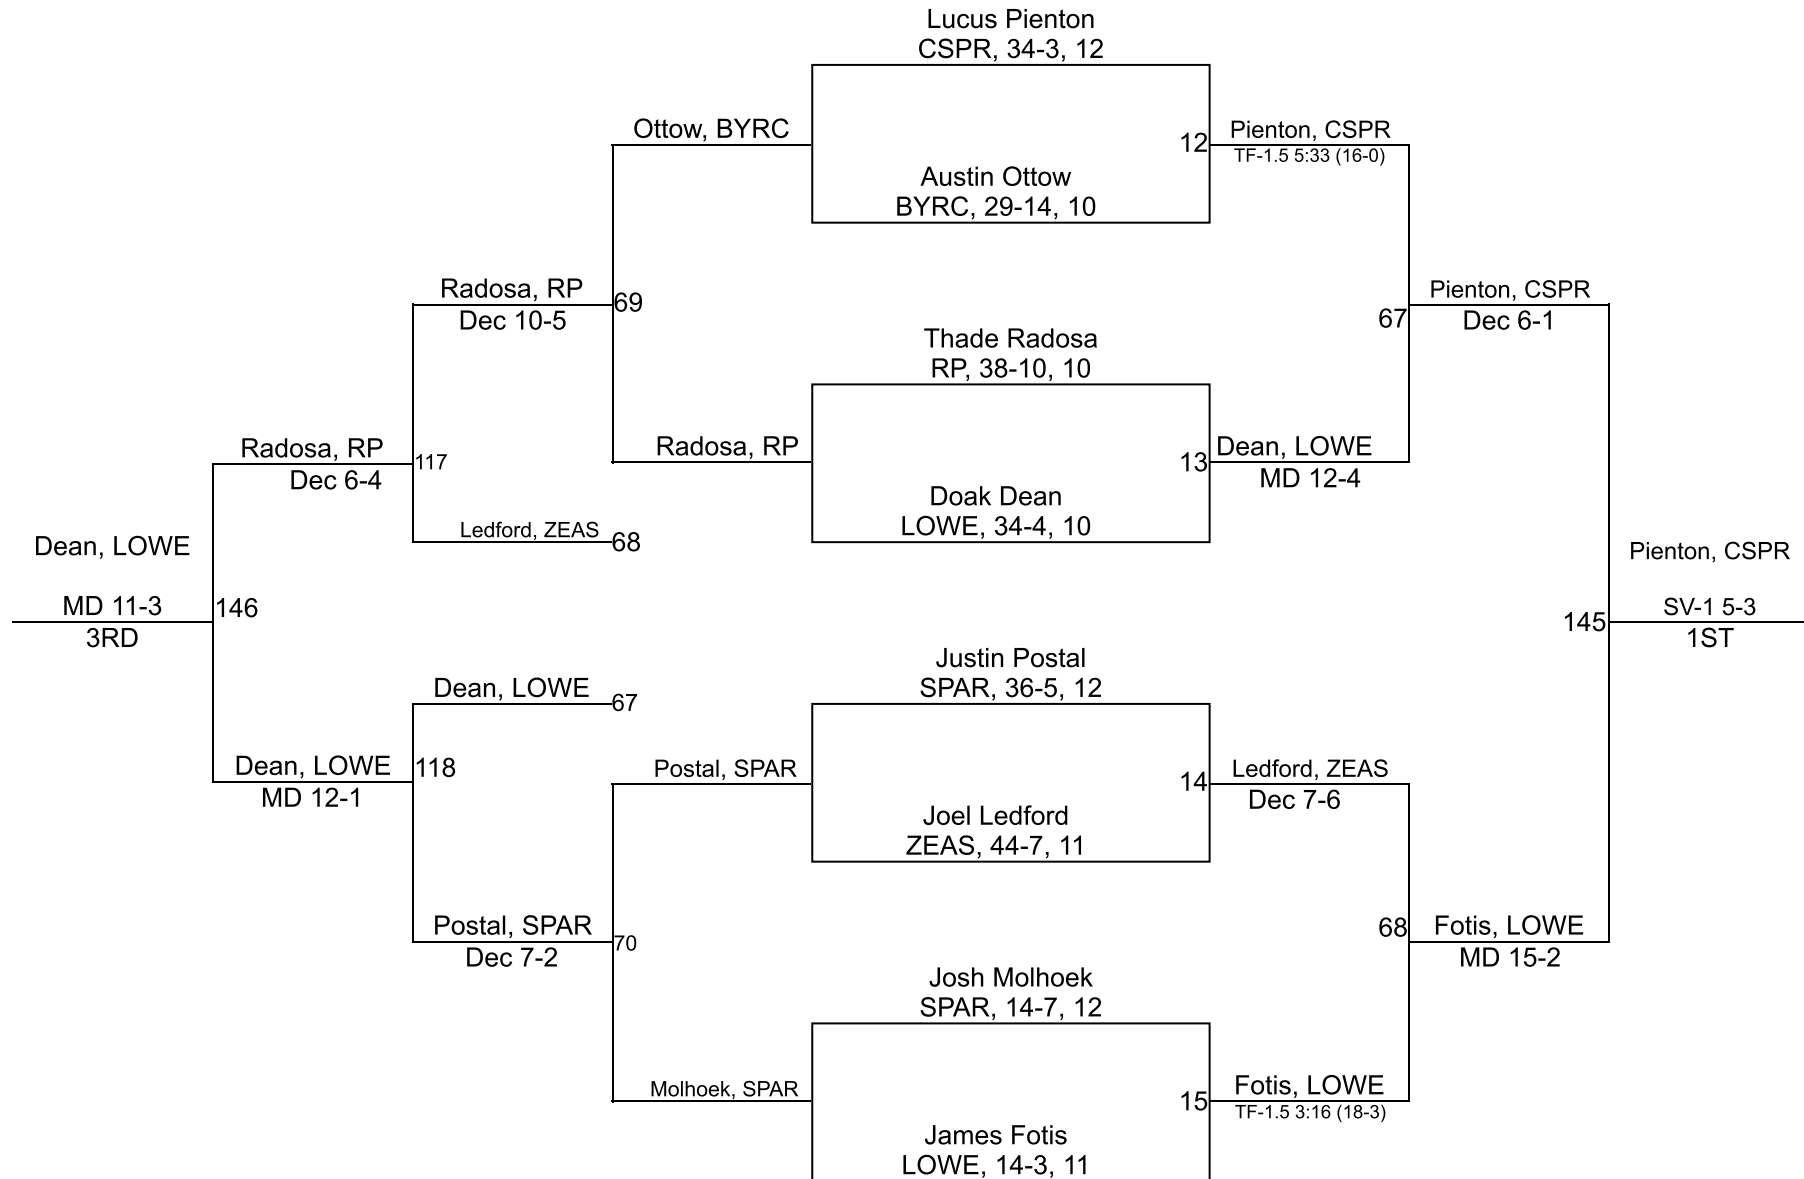 Lucus Pienton
CSPR, 34-3, 12
Ottow, BYRC
12
Pienton, CSPR
TF-1.5 5:33 (16-0)
Austin Ottow
BYRC, 29-14, 10
Radosa, RP
Dec 10-5
69
67
Pienton, CSPR
Dec 6-1
Thade Radosa
RP, 38-10, 10
Radosa, RP
Dec 6-4
117
Radosa, RP
13
Dean, LOWE
MD 12-4
Doak Dean
LOWE, 34-4, 10
Ledford, ZEAS
68
Dean, LOWE
MD 11-3
3RD
146
145
Pienton, CSPR
SV-1 5-3
1ST
Justin Postal
SPAR, 36-5, 12
Dean, LOWE
67
Dean, LOWE
MD 12-1
118
Postal, SPAR
14
Ledford, ZEAS
Dec 7-6
Joel Ledford
ZEAS, 44-7, 11
Postal, SPAR
Dec 7-2
70
68
Fotis, LOWE
MD 15-2
Josh Molhoek
SPAR, 14-7, 12
Molhoek, SPAR
15
Fotis, LOWE
TF-1.5 3:16 (18-3)
James Fotis
LOWE, 14-3, 11